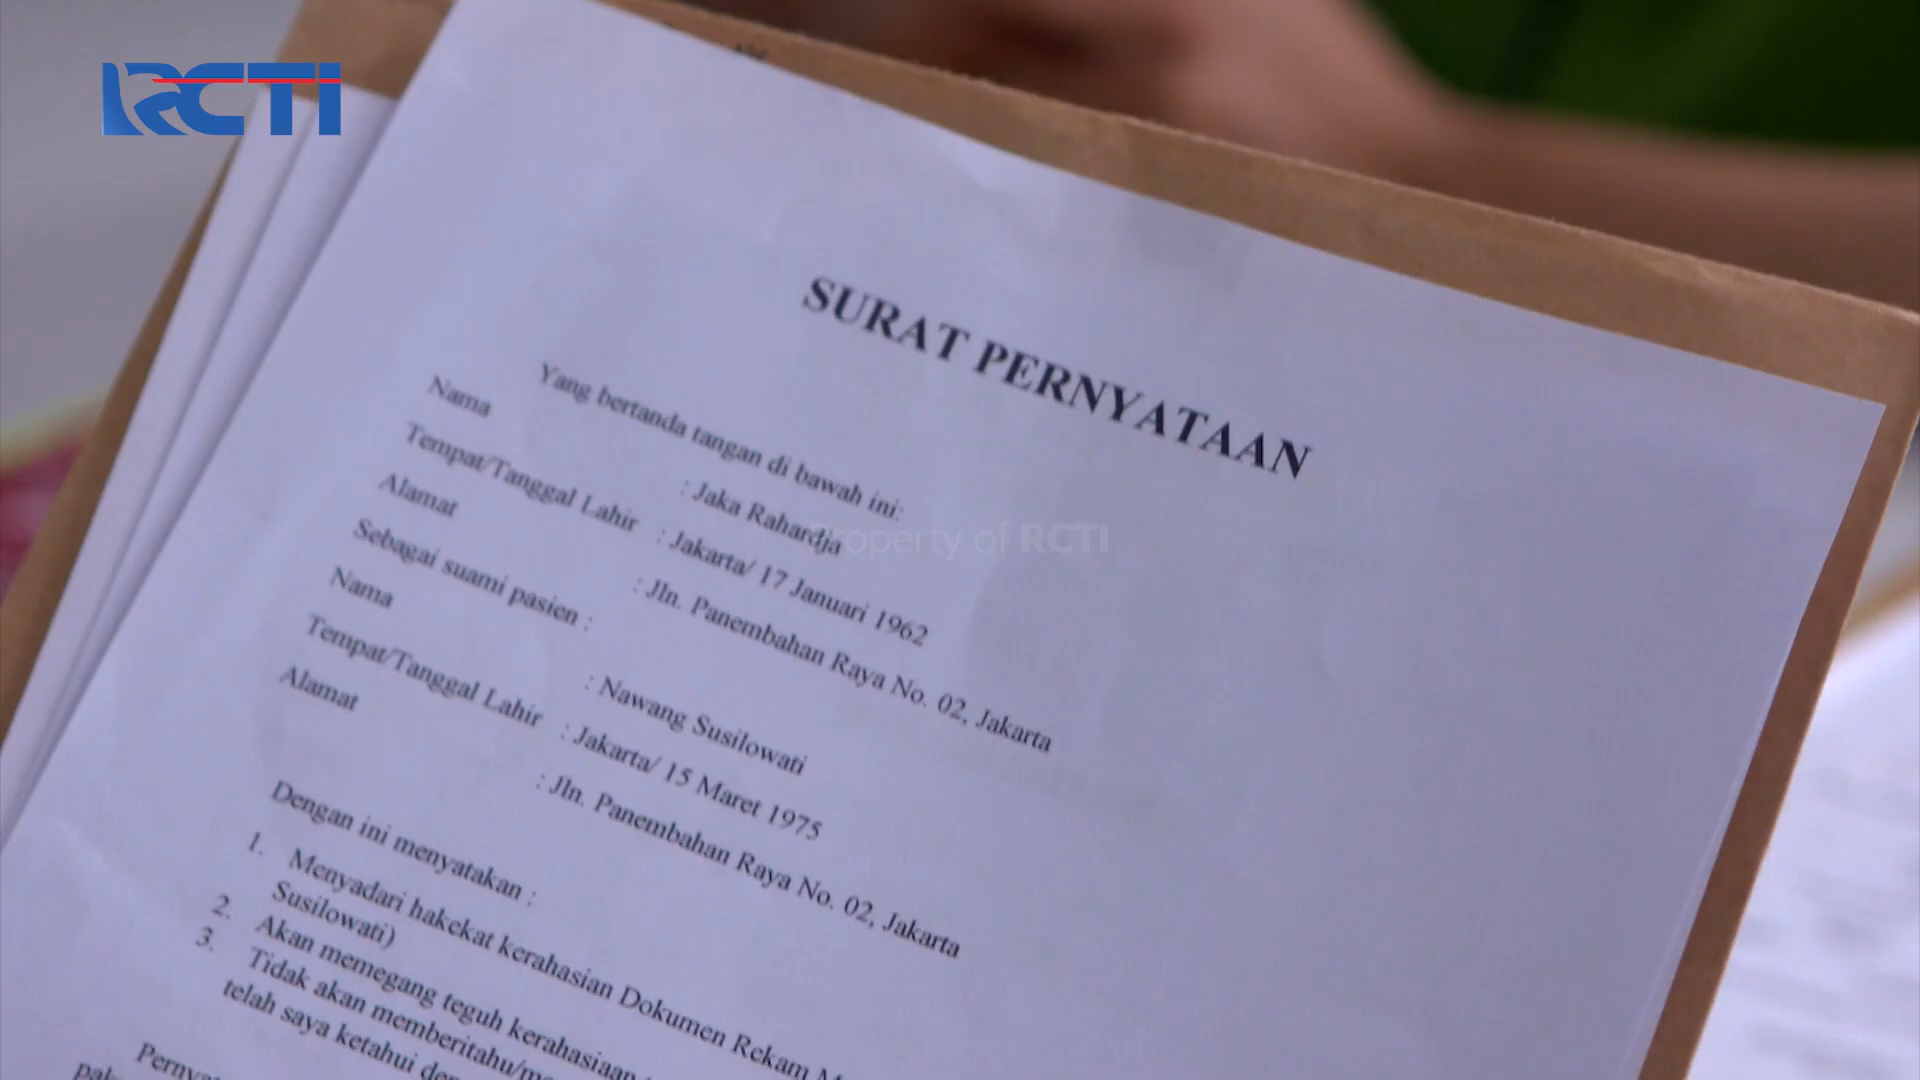 RCTI
SURAT PERNYATAAN
Yang bertanda tangan di bawah ini:
Nama : Jaka Rahardja
Tempat/Tanggal Lahir : Jakarta/ 17 Januari 1962
Alamat : Jln. Panembahan Raya No. 02, Jakarta
Sebagai suami pasien :
Nama : Nawang Susilowati
Tempat/Tanggal Lahir : Jakarta/ 15 Maret 1975
Alamat : Jln. Panembahan Raya No. 02, Jakarta
Dengan ini menyatakan :
1. Menyadari hakekat kerahasian Dokumen Rekam
Susilowati)
2. Akan memegang teguh kerahasiaan
3. Tidak akan memberitahu/
telah saya ketahui
Property of RCTI